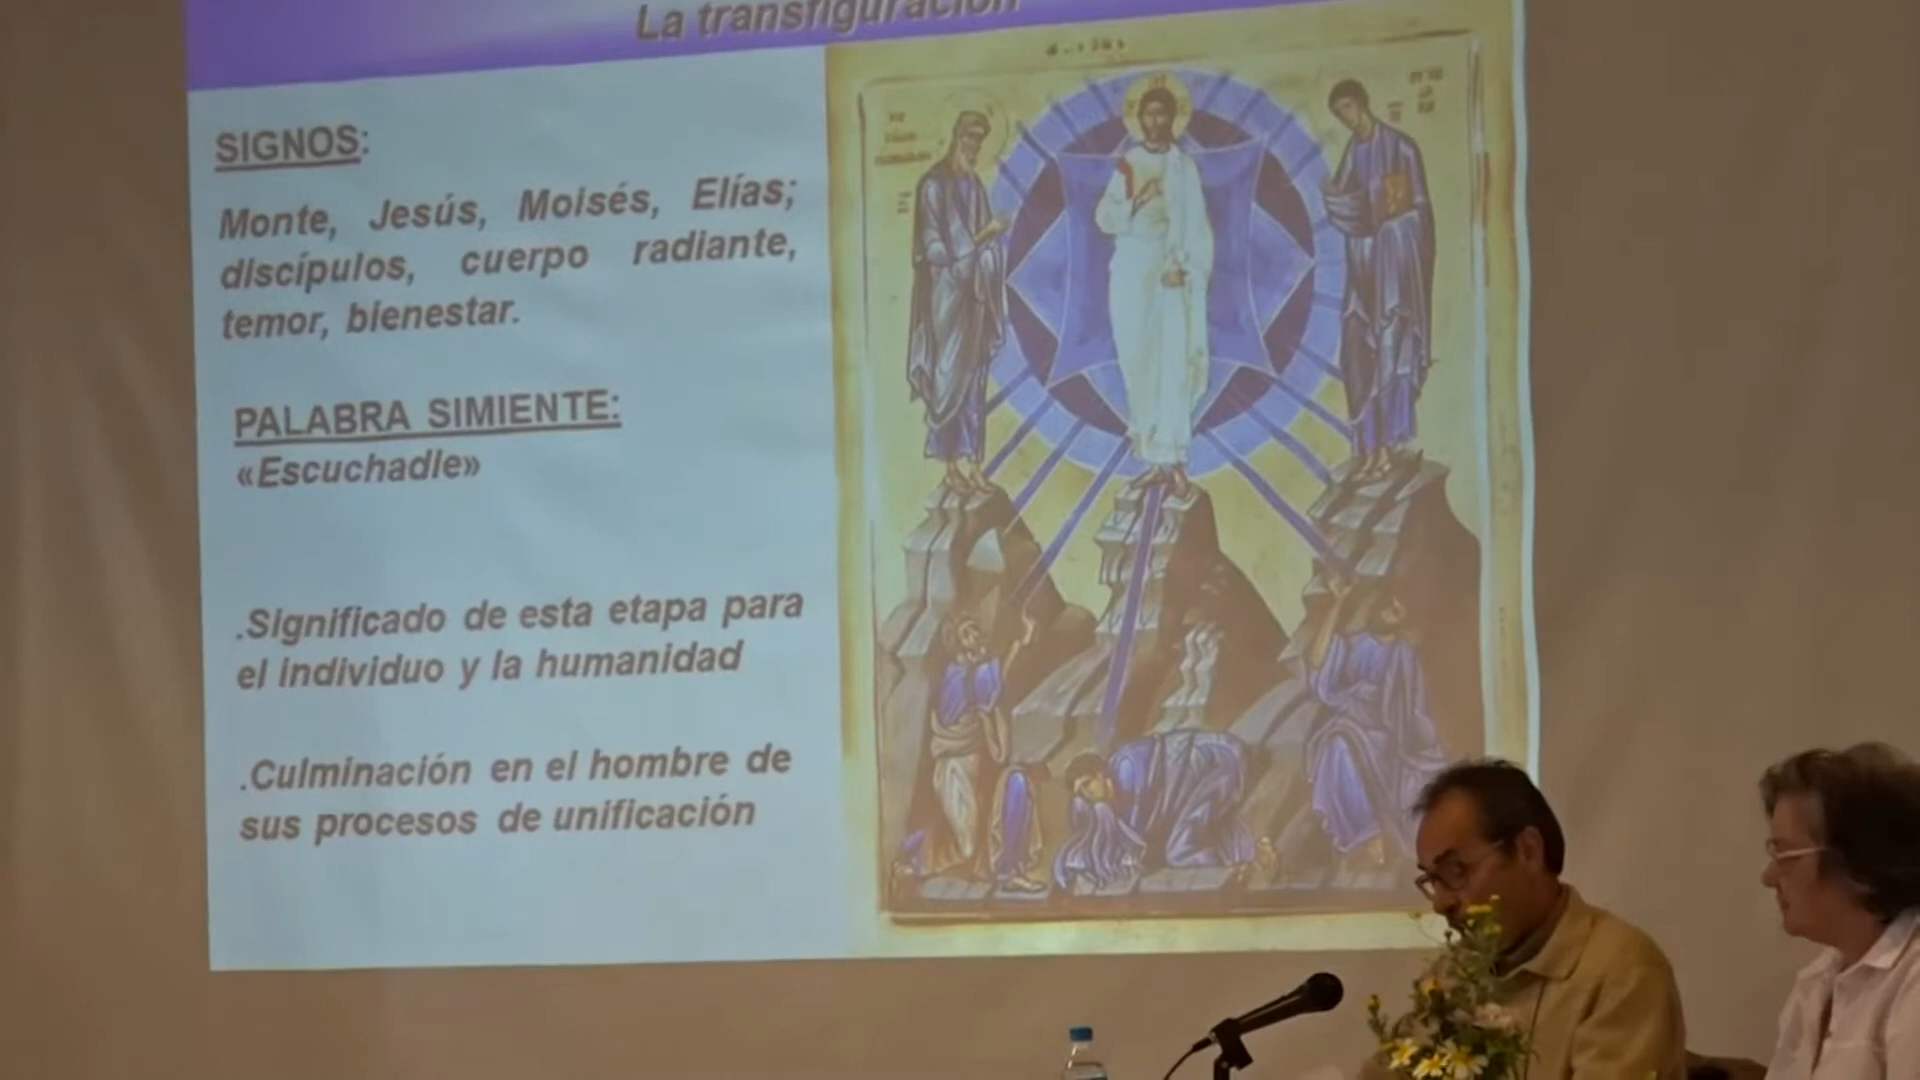 La transfiguración
SIGNOS:
Monte, Jesús, Moisés, Elías;
discípulos, cuerpo radiante,
temor, bienestar.
PALABRA SIMIENTE:
«Escuchadle»
.Significado de esta etapa para
el individuo y la humanidad
.Culminación en el hombre de
sus procesos de unificación